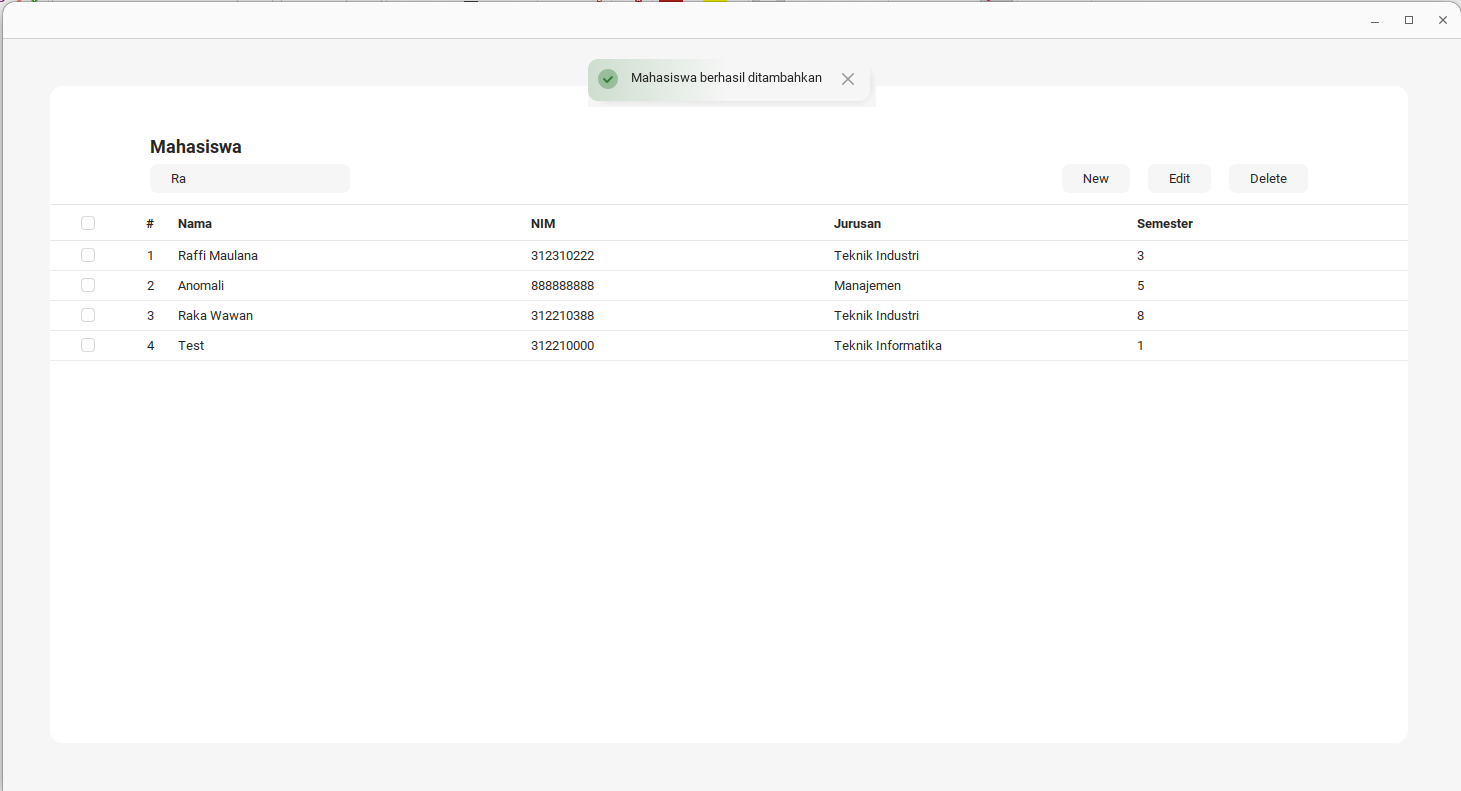 Mahasiswa berhasil ditambahkan
Mahasiswa
Ra
New Edit Delete
# Nama NIM Jurusan Semester
1 Raffi Maulana 312310222 Teknik Industri 3
2 Anomali 888888888 Manajemen 5
3 Raka Wawan 312210388 Teknik Industri 8
4 Test 312210000 Teknik Informatika 1